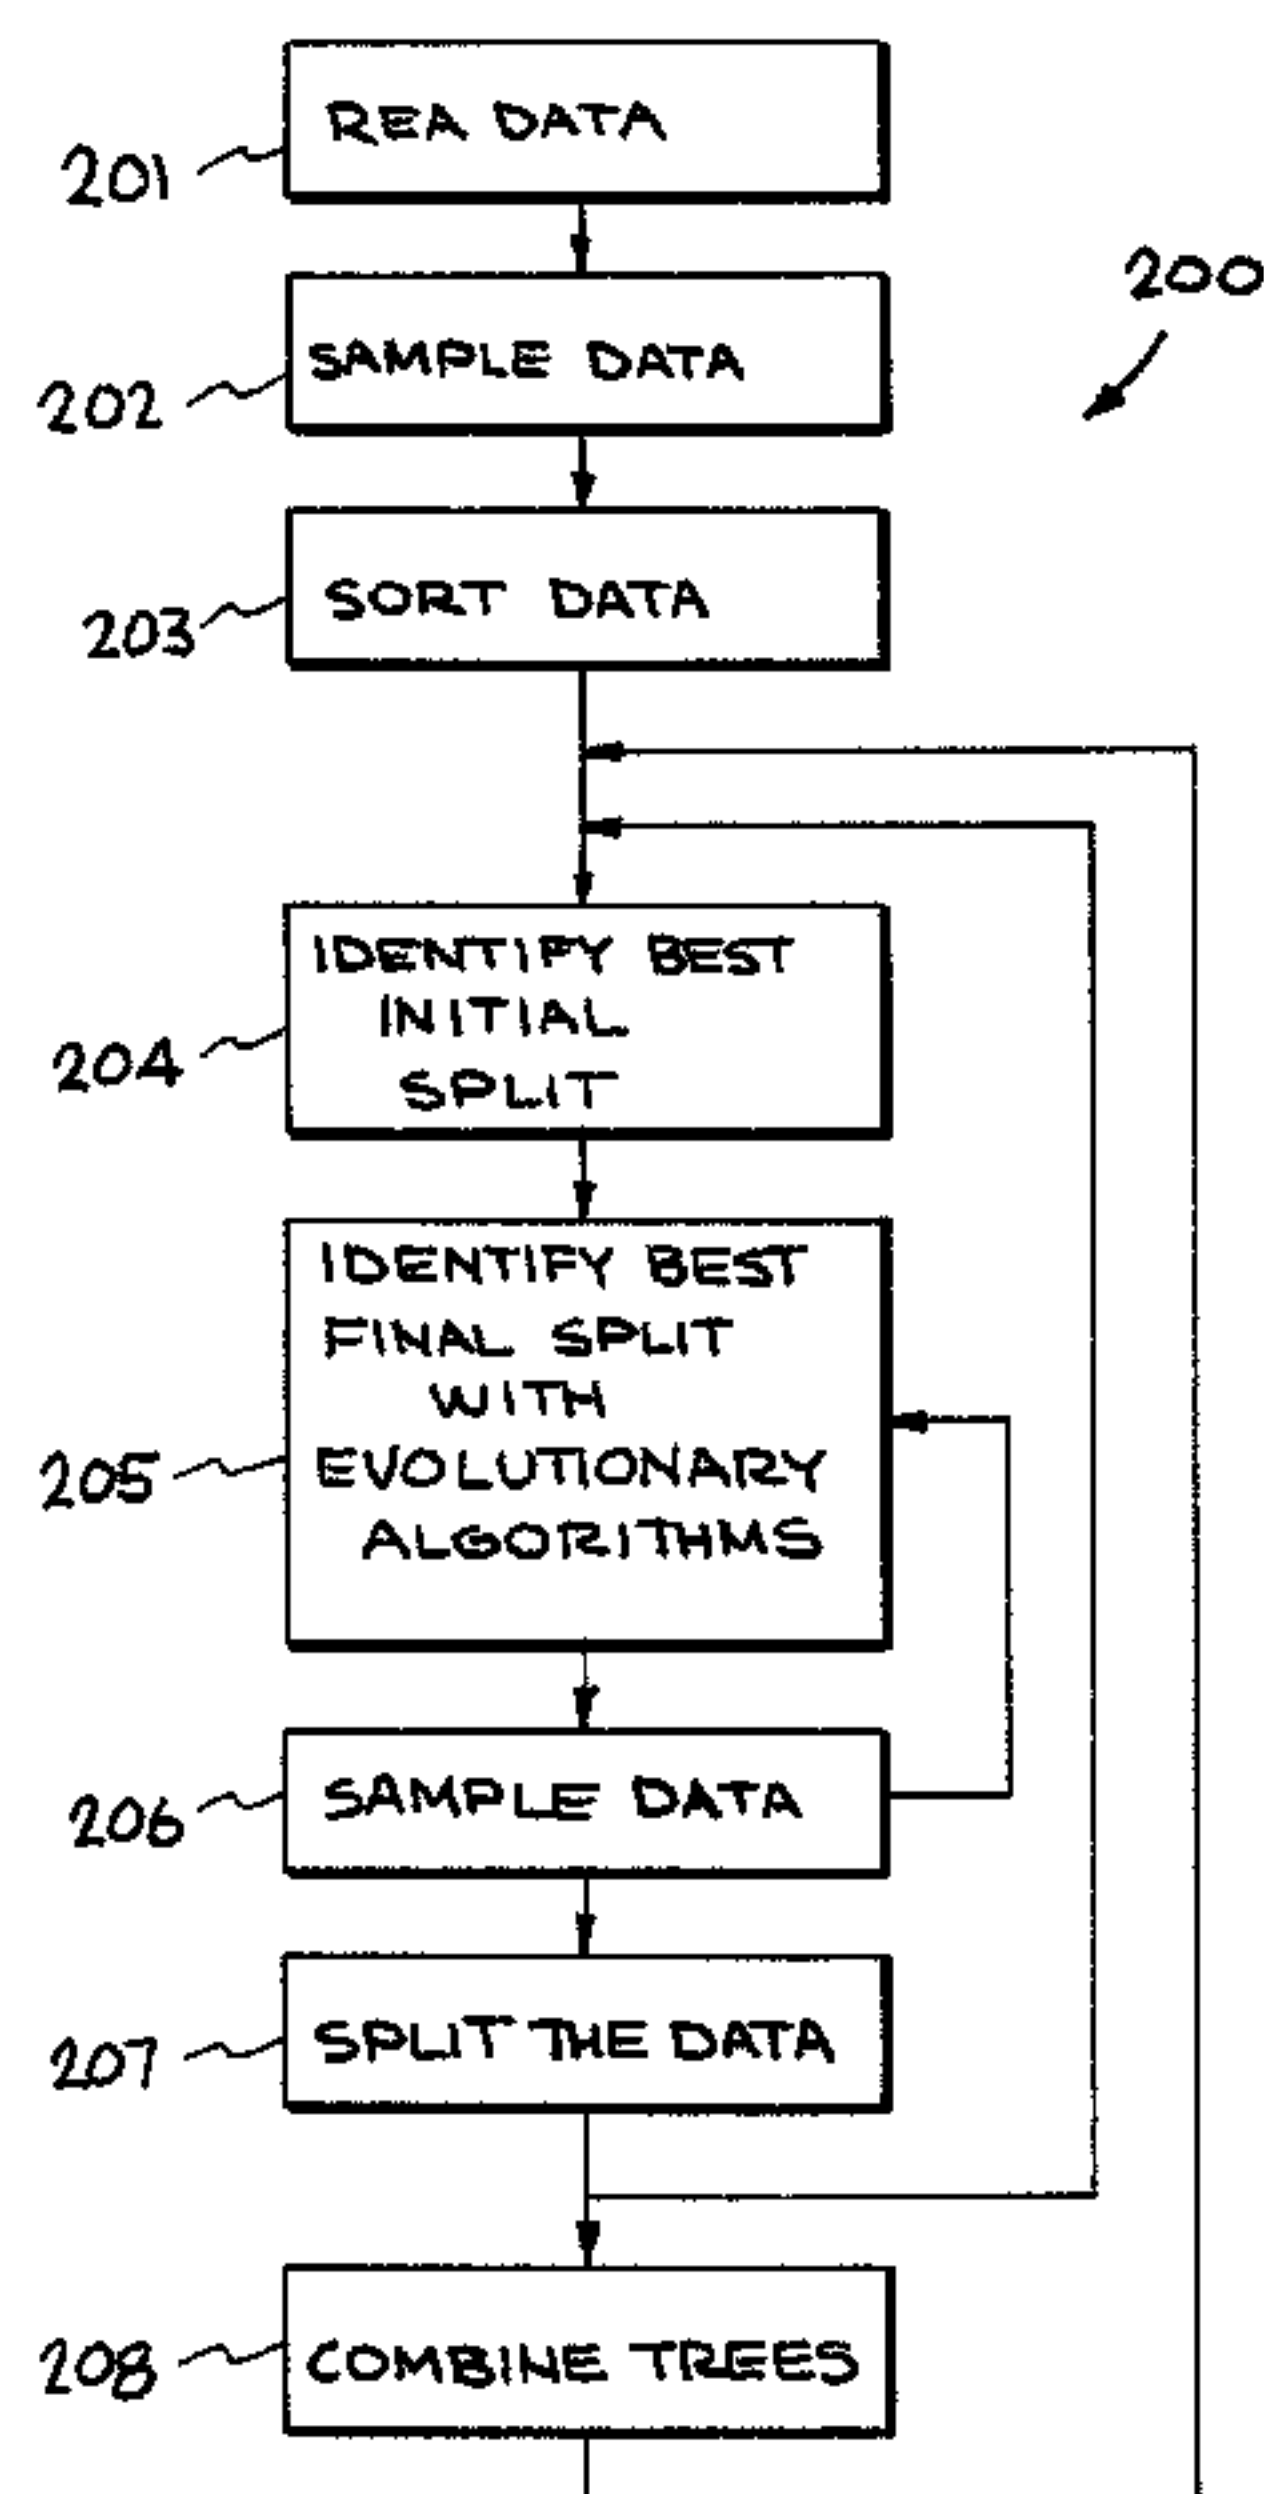 REA DATA
201
200
SAMPLE DATA
202
SORT DATA
203
IDENTIFY BEST
INITIAL
SPLIT
204
IDENTIFY BEST
FINAL SPLIT
WITH
EVOLUTIONARY
ALGORITHMS
205
SAMPLE DATA
206
SPLIT THE DATA
207
COMBINE TREES
208